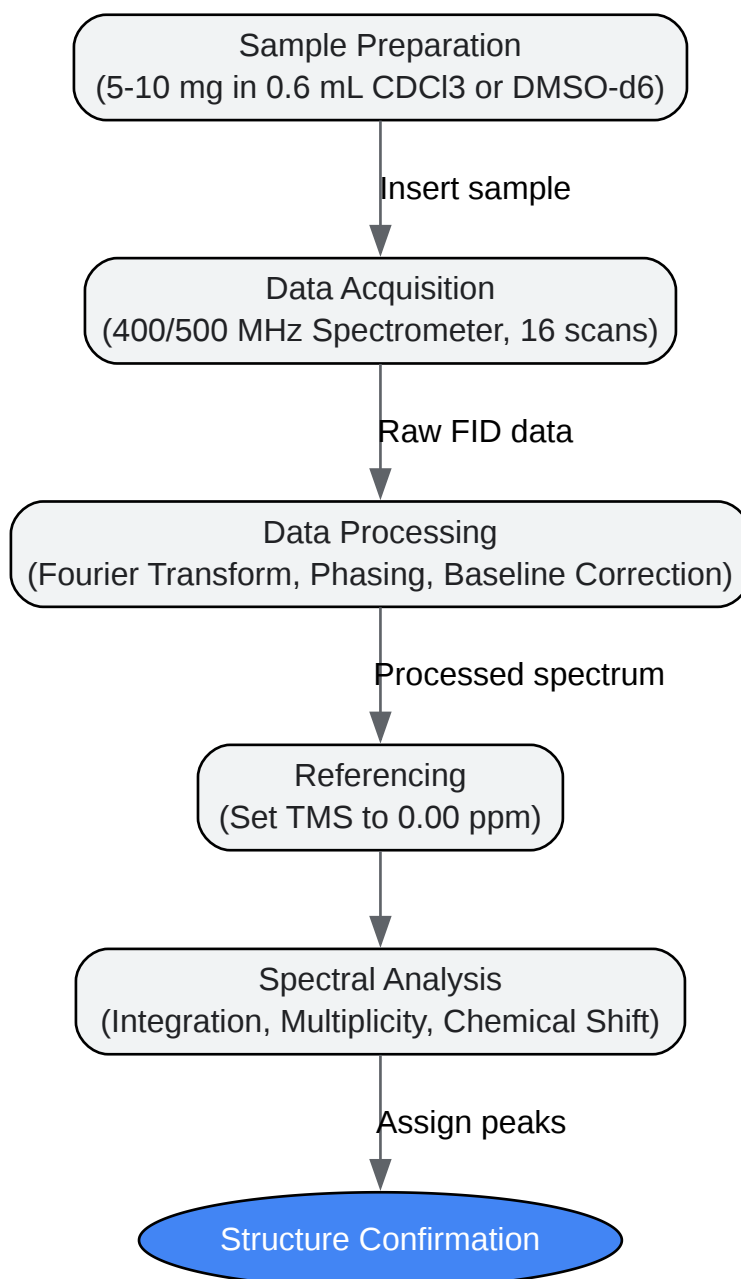 Sample Preparation
(5-10 mg in 0.6 mL CDCl3 or DMSO-d6)
Insert sample
Data Acquisition
(400/500 MHz Spectrometer, 16 scans)
Raw FID data
Data Processing
(Fourier Transform, Phasing, Baseline Correction)
Processed spectrum
Referencing
(Set TMS to 0.00 ppm)
Spectral Analysis
(Integration, Multiplicity, Chemical Shift)
Assign peaks
Structure Confirmation